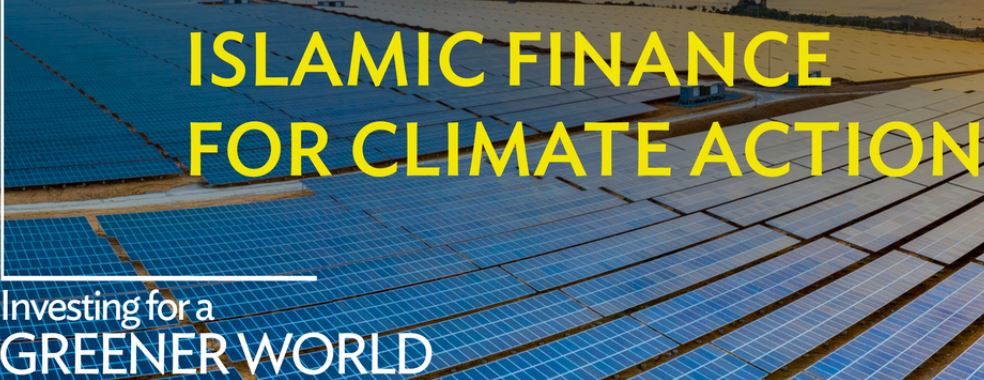 ISLAMIC FINANCE
FOR CLIMATE ACTION
Investing for a
GREENER WORLD